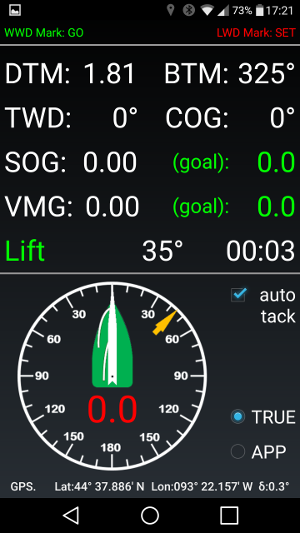 73% 17:21
WWD Mark: GO LWD Mark: SET
DTM: 1.81 BTM: 325°
TWD: 0° COG: 0°
SOG: 0.00 (goal): 0.0
VMG: 0.00 (goal): 0.0
Lift 35° 00:03
auto
tack
30 30
60 60
90 90
0.0
120 120
150 150
180
TRUE
APP
GPS. Lat:44° 37.886' N Lon:093° 22.157' W δ:0.3°